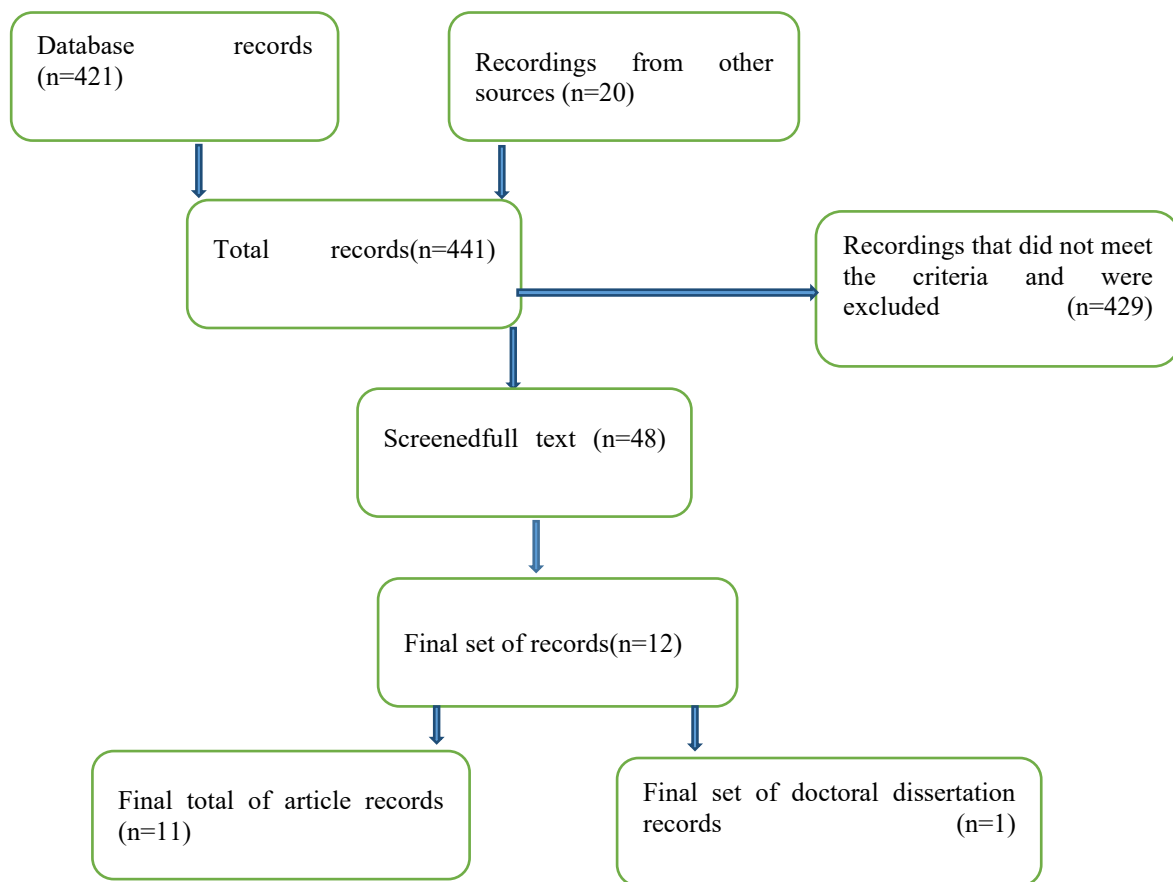 Database records
(n=421)
Recordings from other
sources (n=20)
Total records(n=441)
Recordings that did not meet
the criteria and were
excluded (n=429)
Screenedfull text (n=48)
Final set of records(n=12)
Final total of article records
(n=11)
Final set of doctoral dissertation
records (n=1)